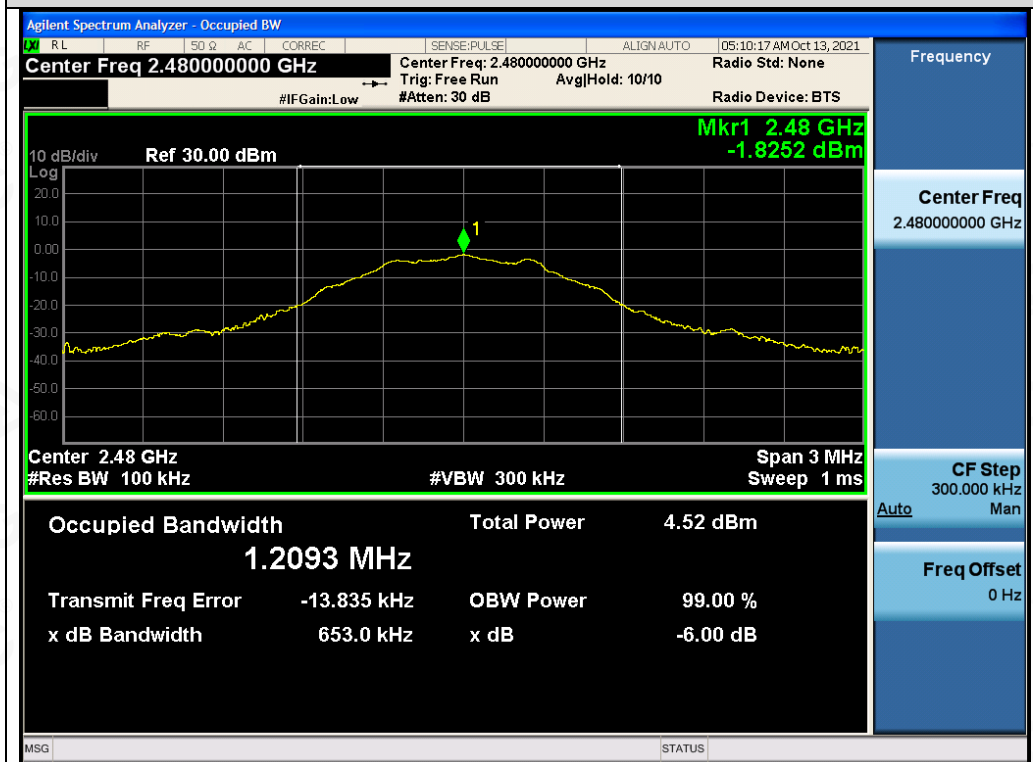 Agilent Spectrum Analyzer - Occupied BW
LXI RL RF 50 Ω AC CORREC SENSE:PULSE ALIGN AUTO 05:10:17 AM Oct 13, 2021
Center Freq 2.480000000 GHz
Center Freq: 2.480000000 GHz
Radio Std: None
Trig: Free Run Avg|Hold: 10/10
#IFGain:Low
#Atten: 30 dB
Radio Device: BTS
Mkr1 2.48 GHz
-1.8252 dBm
10 dB/div Ref 30.00 dBm
Log
20.0
10.0
1
0.00
-10.0
-20.0
-30.0
-40.0
-50.0
-60.0
Center 2.48 GHz Span 3 MHz
#Res BW 100 kHz #VBW 300 kHz Sweep 1 ms
Occupied Bandwidth Total Power 4.52 dBm
1.2093 MHz
Transmit Freq Error -13.835 kHz OBW Power 99.00 %
x dB Bandwidth 653.0 kHz x dB -6.00 dB
Frequency
Center Freq
2.480000000 GHz
CF Step
300.000 kHz
Auto Man
Freq Offset
0 Hz
MSG STATUS